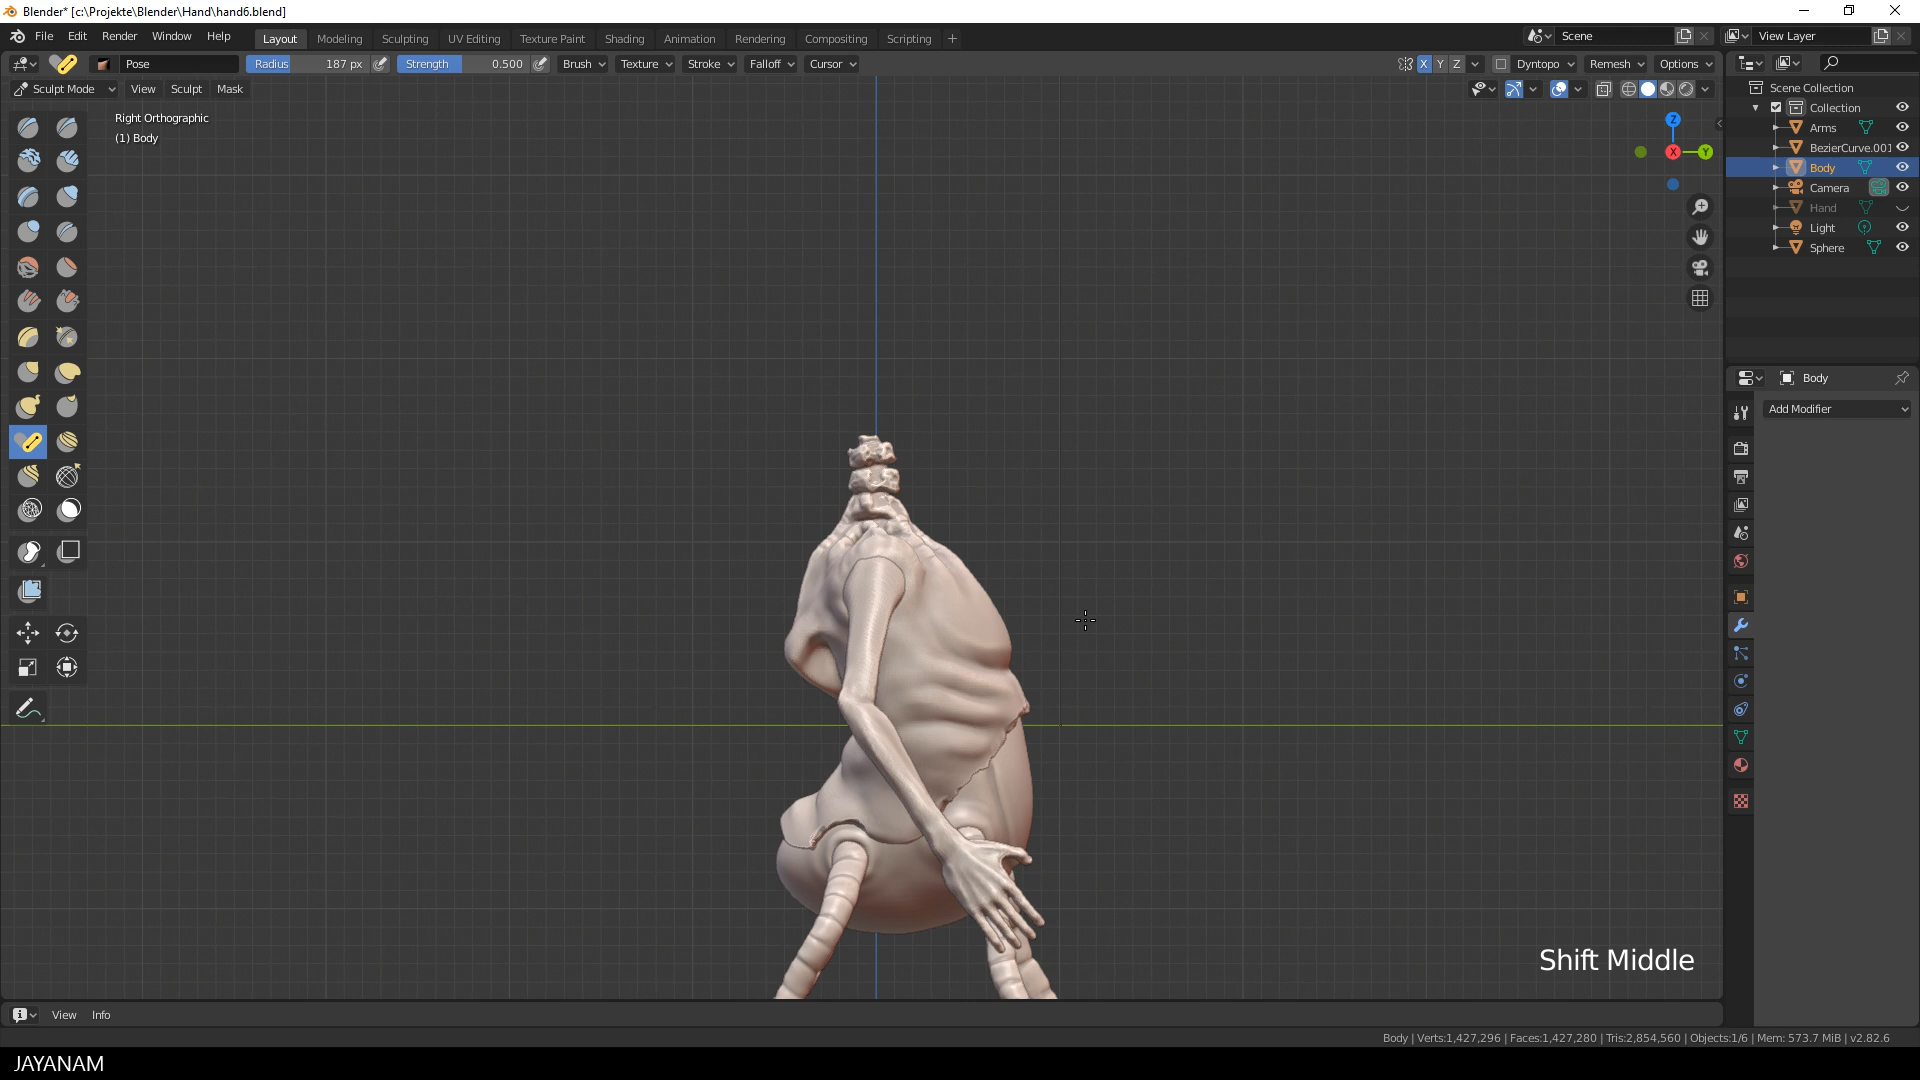 Blender* [c:\Projekte\Blender\Hand\hand6.blend]
File Edit Render Window Help
Layout Modeling Sculpting UV Editing Texture Paint Shading Animation Rendering Compositing Scripting +
Scene
View Layer
Pose
Radius 187 px
Strength 0.500
Brush Texture Stroke Falloff Cursor
X Y Z
Dyntopo Remesh Options
Sculpt Mode View Sculpt Mask
Right Orthographic
(1) Body
Z
X
Y
Scene Collection
Collection
Arms
BezierCurve.001
Body
Camera
Hand
Light
Sphere
Body
Add Modifier
Shift Middle
View Info
Body | Verts:1,427,296 | Faces:1,427,280 | Tris:2,854,560 | Objects:1/6 | Mem: 573.7 MiB | v2.82.6
JAYANAM